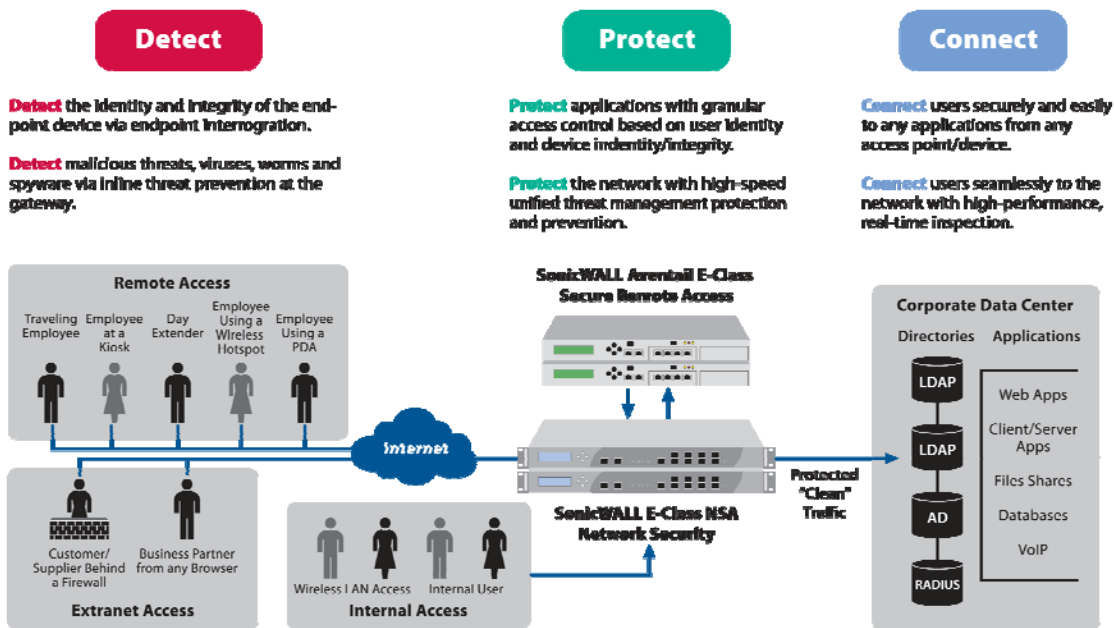 Detect
Detect the identity and integrity of the end-
point device via endpoint interrogration.
Detect malicious threats, viruses, worms and
spyware via inline threat prevention at the
gateway.
Protect
Protect applications with granular
access control based on user identity
and device indentity/integrity.
Protect the network with high-speed
unified threat management protection
and prevention.
Connect
Connect users securely and easily
to any applications from any
access point/device.
Connect users seamlessly to the
network with high-performance,
real-time inspection.
Remote Access
Traveling
Employee
Employee
at a
Kiosk
Day
Extender
Employee
Using a
Wireless
Hotspot
Employee
Using a
PDA
Internet
Customer/
Supplier Behind
a Firewall
Business Partner
from any Browser
Extranet Access
Wireless LAN Access
Internal User
Internal Access
SonicWALL Aventail E-Class
Secure Remote Access
SonicWALL E-Class NSA
Network Security
Protected
"Clean"
Traffic
Corporate Data Center
Directories
LDAP
LDAP
AD
RADIUS
Applications
Web Apps
Client/Server
Apps
Files Shares
Databases
VoIP